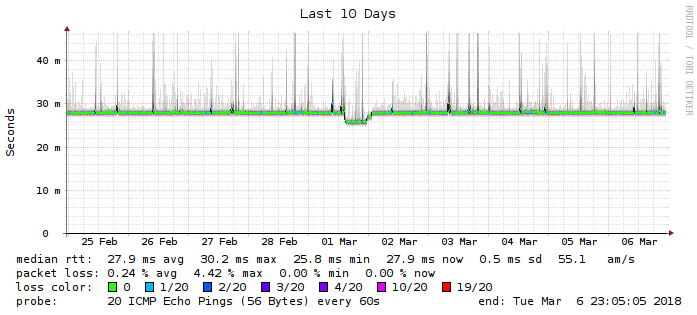 Last 10 Days
RRDTOOL / TOBI OETIKER
Seconds
40 m
30 m
20 m
10 m
0
25 Feb 26 Feb 27 Feb 28 Feb 01 Mar 02 Mar 03 Mar 04 Mar 05 Mar 06 Mar
median rtt: 27.9 ms avg 30.2 ms max 25.8 ms min 27.9 ms now 0.5 ms sd 55.1 am/s
packet loss: 0.24 % avg 4.42 % max 0.00 % min 0.00 % now
loss color: 0 1/20 2/20 3/20 4/20 10/20 19/20
probe: 20 ICMP Echo Pings (56 Bytes) every 60s end: Tue Mar 6 23:05:05 2018